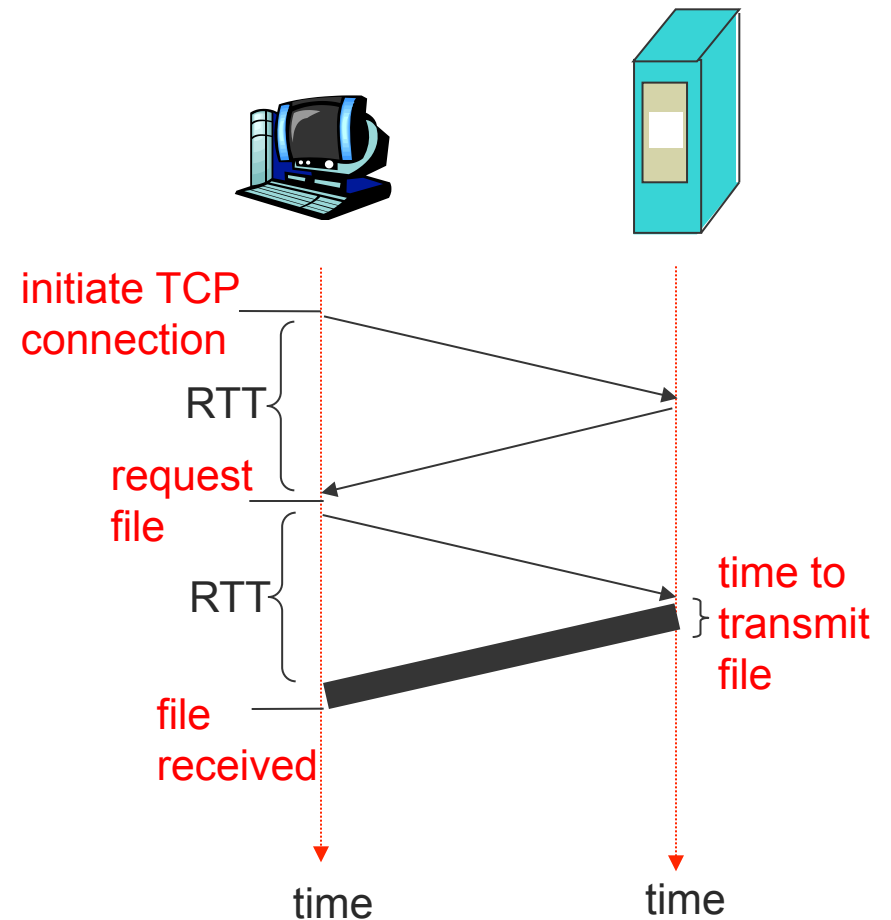 initiate TCP
connection
RTT
request
file
RTT
time to
transmit
file
file
received
time
time